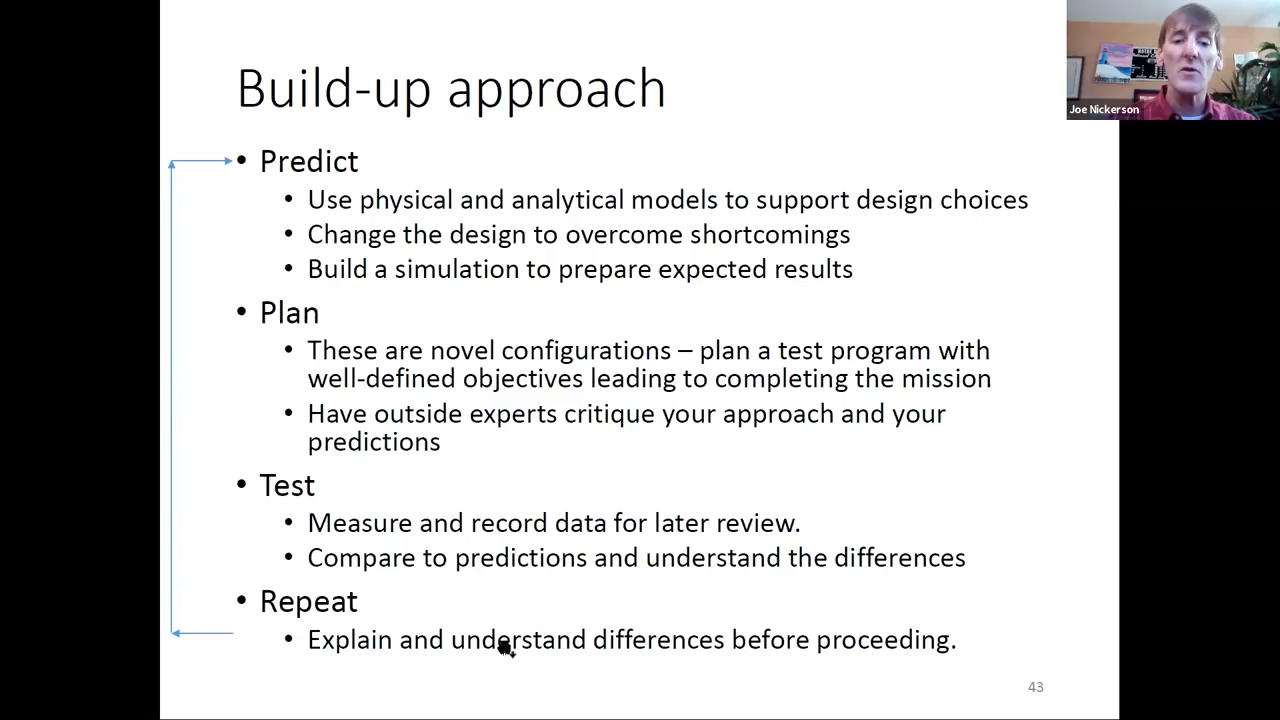 Build-up approach
Joe Nickerson
• Predict
• Use physical and analytical models to support design choices
• Change the design to overcome shortcomings
• Build a simulation to prepare expected results
• Plan
• These are novel configurations – plan a test program with
well-defined objectives leading to completing the mission
• Have outside experts critique your approach and your
predictions
• Test
• Measure and record data for later review.
• Compare to predictions and understand the differences
• Repeat
• Explain and understand differences before proceeding.
43